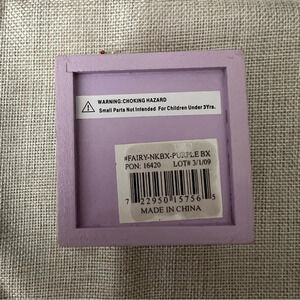 WARNING:CHOKING HAZARD
Small Parts Not Intended For Children Under 3Yrs.
#FAIRY-NKBX-PURPLE BX
PON: 16420 LOT# 3/1/09
7 22950 15756 5
MADE IN CHINA